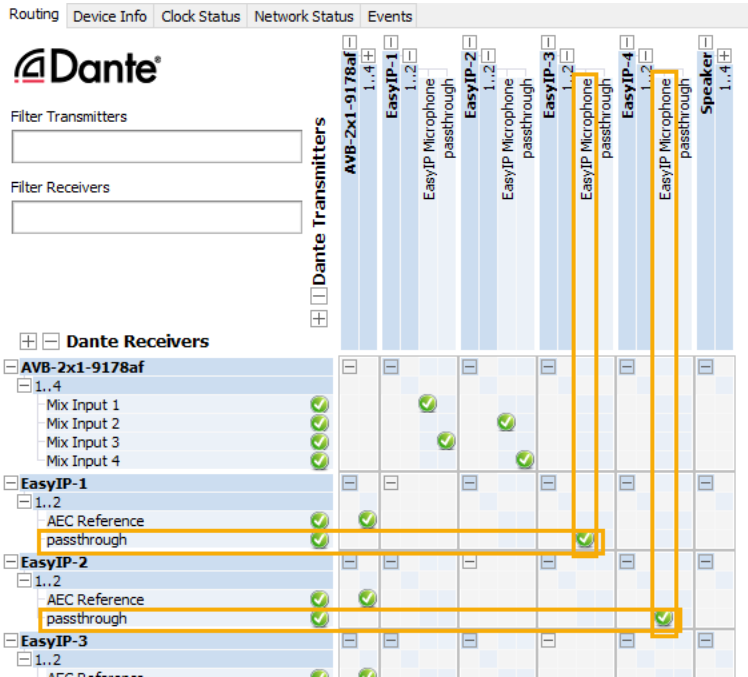 Routing Device Info Clock Status Network Status Events
Dante®
Filter Transmitters
Filter Receivers
Dante Transmitters
AVB-2x1-9178af
1..4
EasyIP-1
1..2
EasyIP Microphone
passthrough
EasyIP-2
1..2
EasyIP Microphone
passthrough
EasyIP-3
1..2
EasyIP Microphone
passthrough
EasyIP-4
1..2
EasyIP Microphone
passthrough
Speaker
1..4
Dante Receivers
AVB-2x1-9178af
1..4
Mix Input 1
Mix Input 2
Mix Input 3
Mix Input 4
EasyIP-1
1..2
AEC Reference
passthrough
EasyIP-2
1..2
AEC Reference
passthrough
EasyIP-3
1..2
AEC Reference